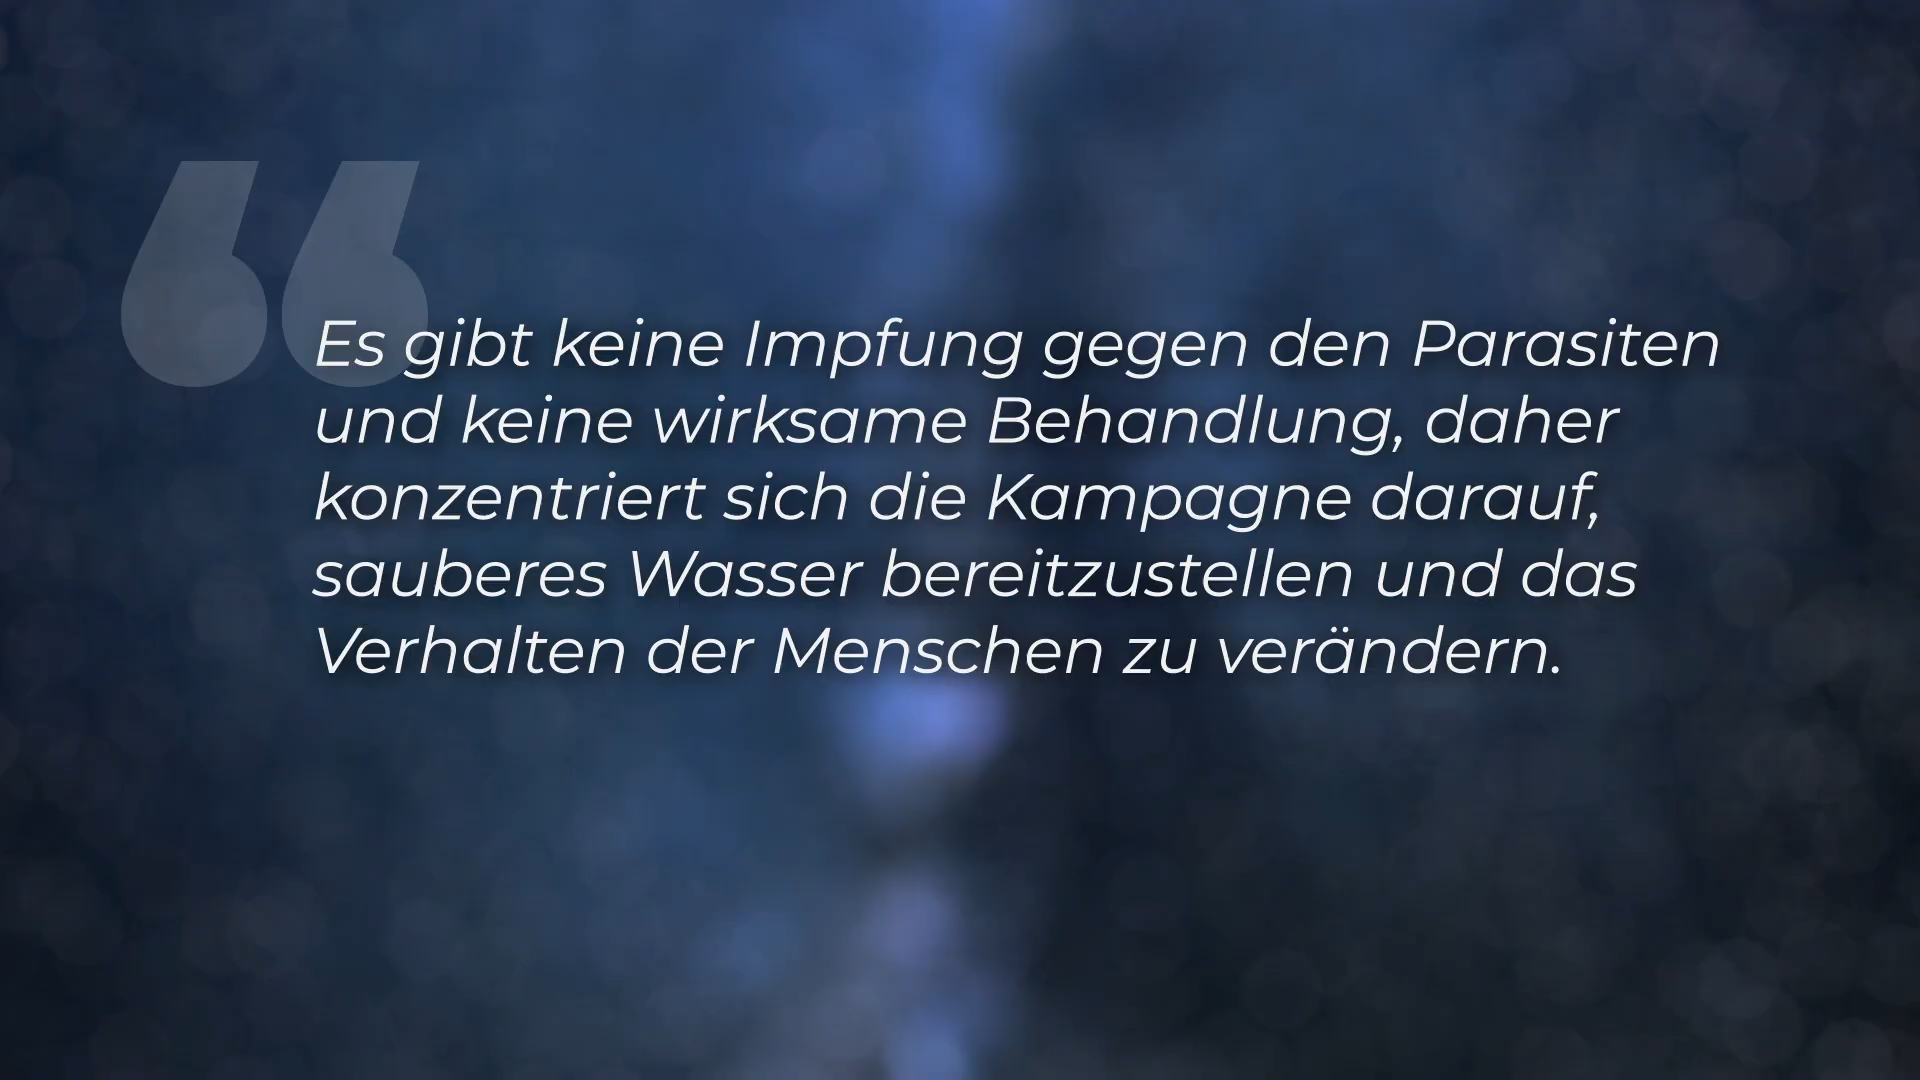 Es gibt keine Impfung gegen den Parasiten
und keine wirksame Behandlung, daher
konzentriert sich die Kampagne darauf,
sauberes Wasser bereitzustellen und das
Verhalten der Menschen zu verändern.